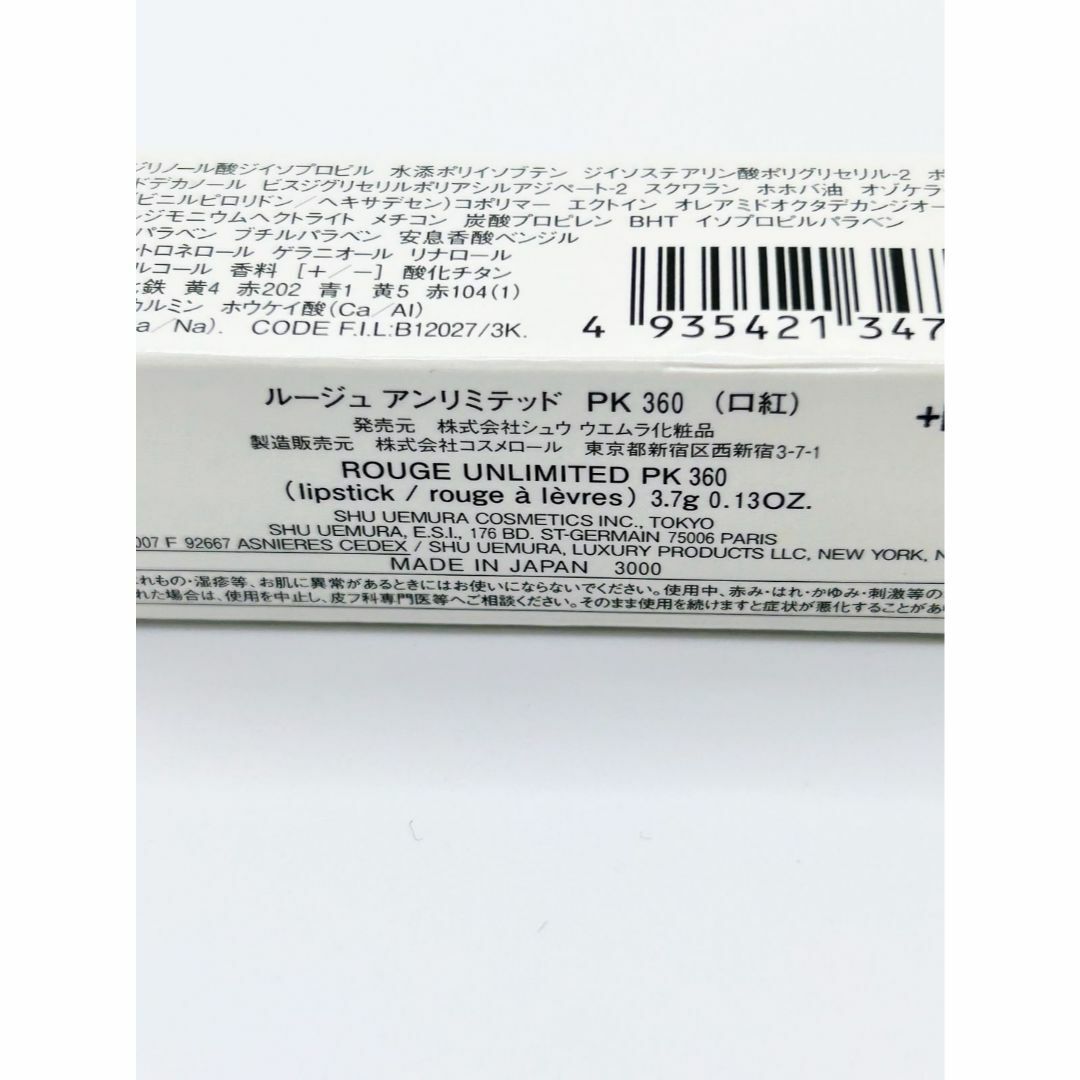 ジリノール酸ジイソプロピル 水添ポリイソブテン ジイソステアリン酸ポリグリセリル-2
ドデカノール ビスジグリセリルポリアシルアジペート-2 スクワラン ホホバ油 オゾケラ
ビニルピロリドン/ヘキサデセン)コポリマー エクトイン オレアミドオクタデカンジオー
ンジモニウムヘクトライト メチコン 炭酸プロピレン BHT イソプロピルパラベン
パラベン ブチルパラベン 安息香酸ベンジル
トロネロール ゲラニオール リナロール
ルコール 香料 [+/-] 酸化チタン
鉄 黄4 赤202 青1 黄5 赤104(1)
カルミン ホウケイ酸(Ca/Al)
a/Na). CODE F.I.L:B12027/3K.
4 935421 347
ルージュ アンリミテッド PK 360 (口紅)
発売元 株式会社シュウ ウエムラ化粧品
製造販売元 株式会社コスメロール 東京都新宿区西新宿3-7-1
ROUGE UNLIMITED PK 360
(lipstick / rouge à lèvres) 3.7g 0.13OZ.
SHU UEMURA COSMETICS INC., TOKYO
SHU UEMURA, E.S.I., 176 BD. ST-GERMAIN 75006 PARIS
007 F 92667 ASNIERES CEDEX / SHU UEMURA, LUXURY PRODUCTS LLC, NEW YORK, N
MADE IN JAPAN 3000
れもの・湿疹等、お肌に異常があるときにはお使いにならないでください。使用中、赤み・はれ・かゆみ・刺激等の
れた場合は、使用を中止し、皮フ科専門医等へご相談ください。そのまま使用を続けますと症状が悪化することがあ